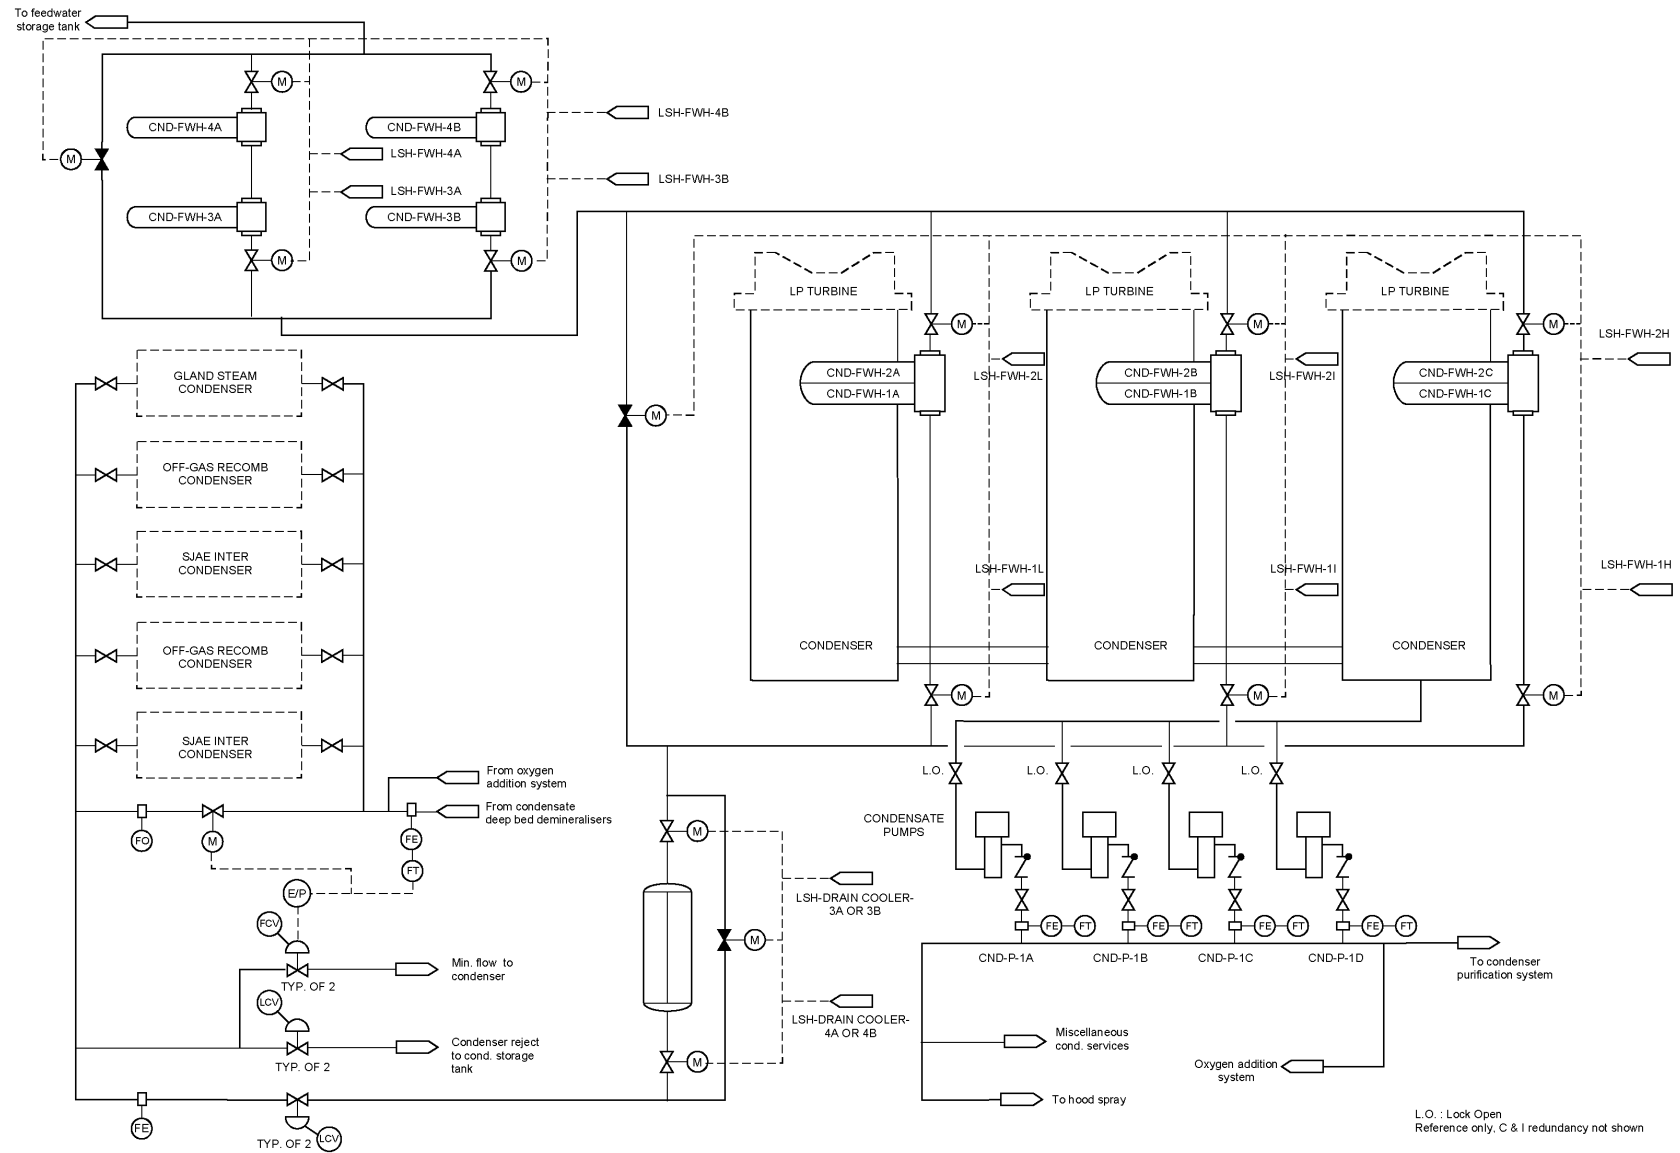 To feedwater
storage tank
M
M
M
CND-FWH-4A
CND-FWH-4B
LSH-FWH-4B
LSH-FWH-4A
M
LSH-FWH-3A
LSH-FWH-3B
CND-FWH-3A
CND-FWH-3B
M
M
LP TURBINE
LP TURBINE
LP TURBINE
M
M
M
LSH-FWH-2H
CND-FWH-2A
CND-FWH-1A
LSH-FWH-2L
CND-FWH-2B
CND-FWH-1B
LSH-FWH-2I
CND-FWH-2C
CND-FWH-1C
M
GLAND STEAM
CONDENSER
OFF-GAS RECOMB
CONDENSER
SJAE INTER
CONDENSER
OFF-GAS RECOMB
CONDENSER
SJAE INTER
CONDENSER
LSH-FWH-1L
LSH-FWH-1I
LSH-FWH-1H
CONDENSER
CONDENSER
CONDENSER
M
M
M
From oxygen
addition system
From condensate
deep bed demineralisers
FO
M
FE
FT
E/P
FCV
TYP. OF 2
Min. flow to
condenser
LCV
TYP. OF 2
Condenser reject
to cond. storage
tank
FE
TYP. OF 2
LCV
M
M
M
LSH-DRAIN COOLER-
3A OR 3B
LSH-DRAIN COOLER-
4A OR 4B
L.O.
L.O.
L.O.
L.O.
CONDENSATE
PUMPS
FE
FT
FE
FT
FE
FT
FE
FT
CND-P-1A
CND-P-1B
CND-P-1C
CND-P-1D
To condenser
purification system
Miscellaneous
cond. services
Oxygen addition
system
To hood spray
L.O. : Lock Open
Reference only, C & I redundancy not shown